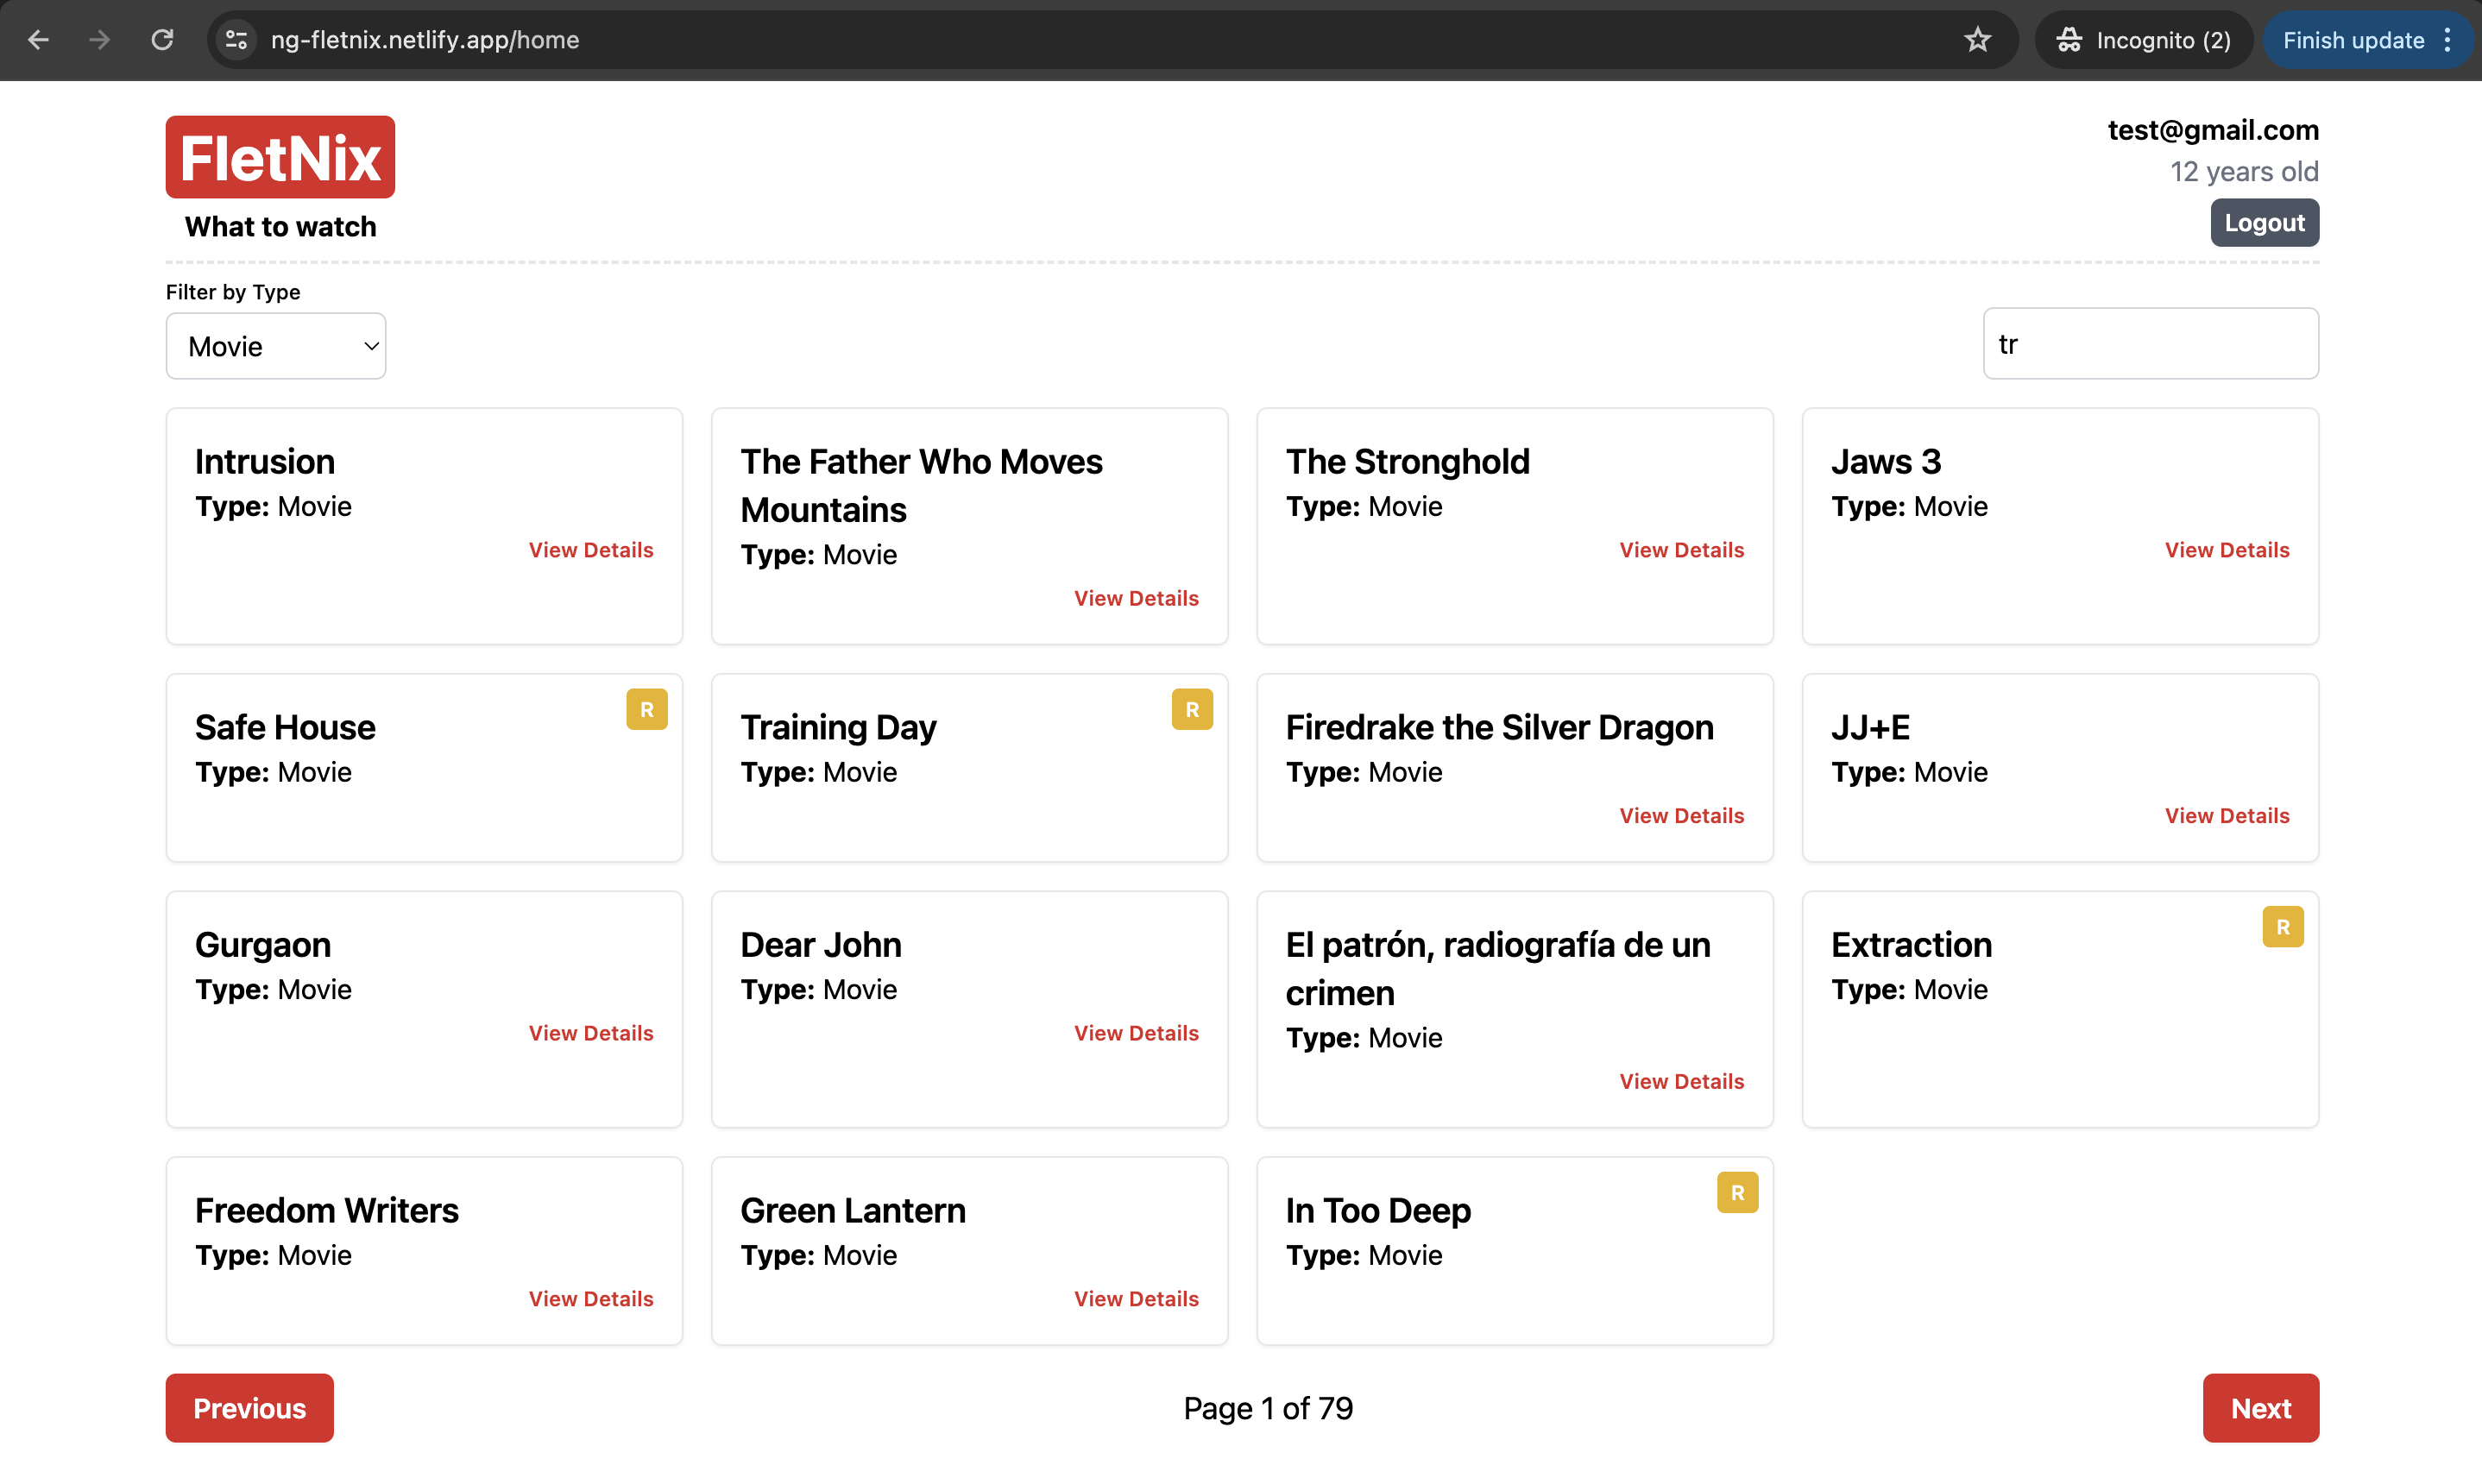 ng-fletnix.netlify.app/home
Incognito (2)
Finish update
FletNix
What to watch
test@gmail.com
12 years old
Logout
Filter by Type
Movie
tr
Intrusion
Type: Movie
View Details
The Father Who Moves
Mountains
Type: Movie
View Details
The Stronghold
Type: Movie
View Details
Jaws 3
Type: Movie
View Details
R
Safe House
Type: Movie
R
Training Day
Type: Movie
Firedrake the Silver Dragon
Type: Movie
View Details
JJ+E
Type: Movie
View Details
Gurgaon
Type: Movie
View Details
Dear John
Type: Movie
View Details
El patrón, radiografía de un
crimen
Type: Movie
View Details
R
Extraction
Type: Movie
Freedom Writers
Type: Movie
View Details
Green Lantern
Type: Movie
View Details
R
In Too Deep
Type: Movie
Previous
Page 1 of 79
Next